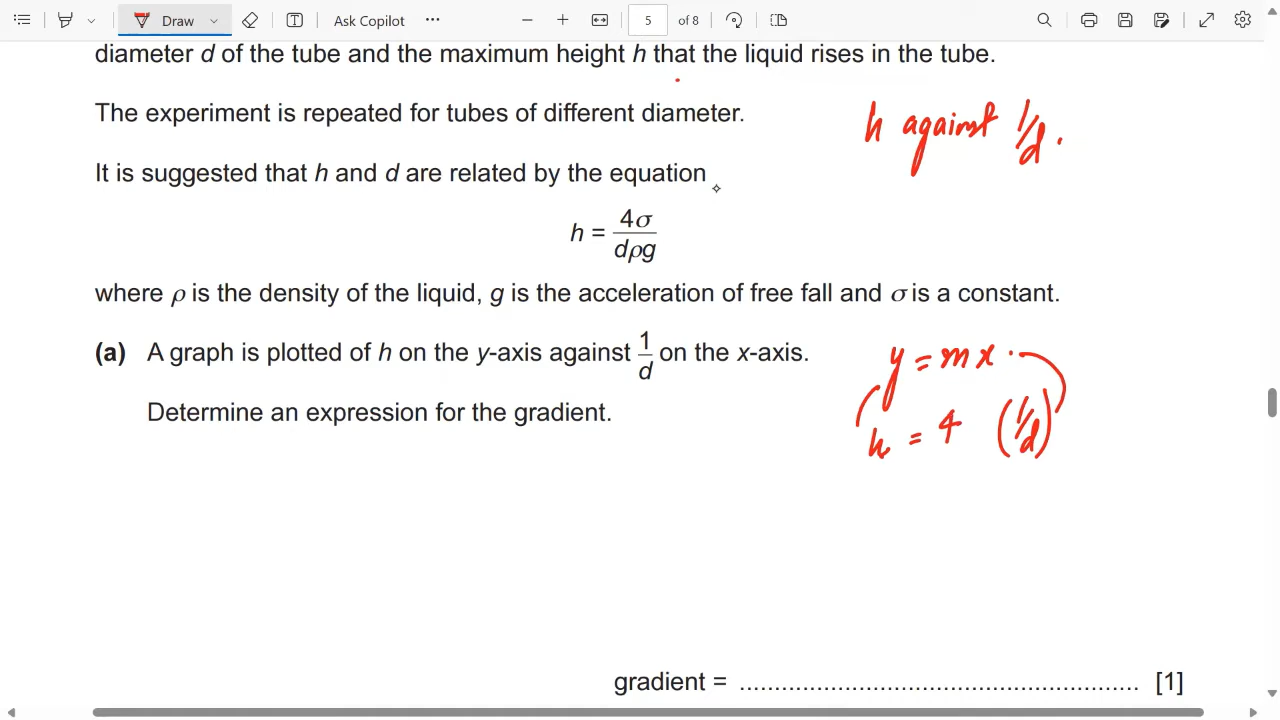 Draw
Ask Copilot
5 of 8
diameter d of the tube and the maximum height h that the liquid rises in the tube.
The experiment is repeated for tubes of different diameter.
h against 1/d.
It is suggested that h and d are related by the equation
h = 4σ/dρg
where ρ is the density of the liquid, g is the acceleration of free fall and σ is a constant.
(a) A graph is plotted of h on the y-axis against 1/d on the x-axis.
y = mx
Determine an expression for the gradient.
h = 4 (1/d)
gradient = ......................................................... [1]